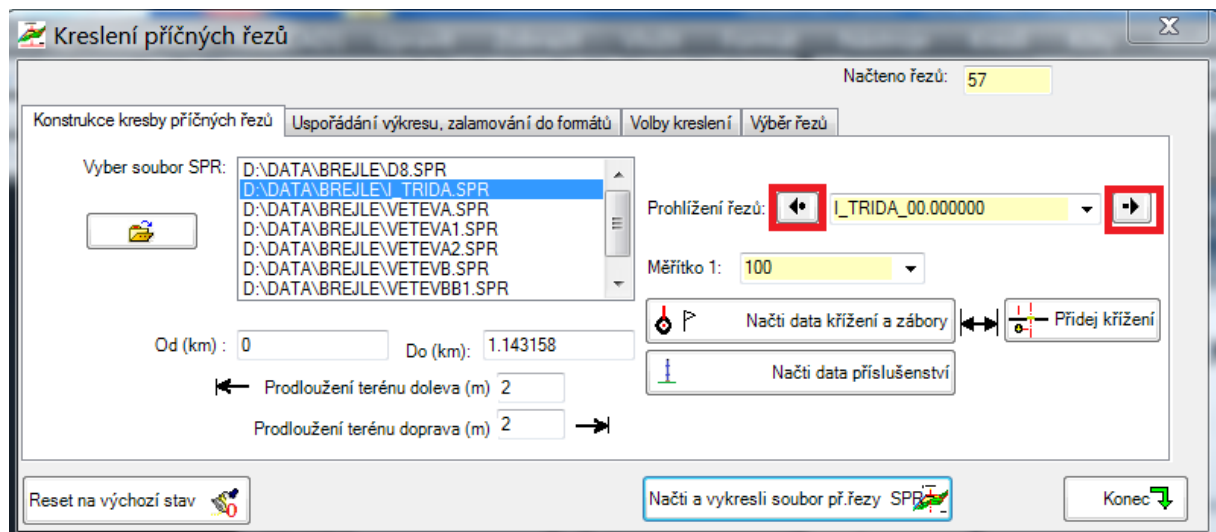 Kreslení příčných řezů
Načteno řezů: 57
Konstrukce kresby příčných řezů Uspořádání výkresu, zalamování do formátů Volby kreslení Výběr řezů
Vyber soubor SPR:
D:\DATA\BREJLE\D8.SPR
D:\DATA\BREJLE\I_TRIDA.SPR
D:\DATA\BREJLE\VETEVA.SPR
D:\DATA\BREJLE\VETEVA1.SPR
D:\DATA\BREJLE\VETEVA2.SPR
D:\DATA\BREJLE\VETEVB.SPR
D:\DATA\BREJLE\VETEVBB1.SPR
Prohlížení řezů: I_TRIDA_00.000000
Měřítko 1: 100
Načti data křížení a zábory Přidej křížení
Načti data příslušenství
Od (km) : 0 Do (km): 1.143158
Prodloužení terénu doleva (m) 2
Prodloužení terénu doprava (m) 2
Reset na výchozí stav Načti a vykresli soubor př.řezy SPR Konec